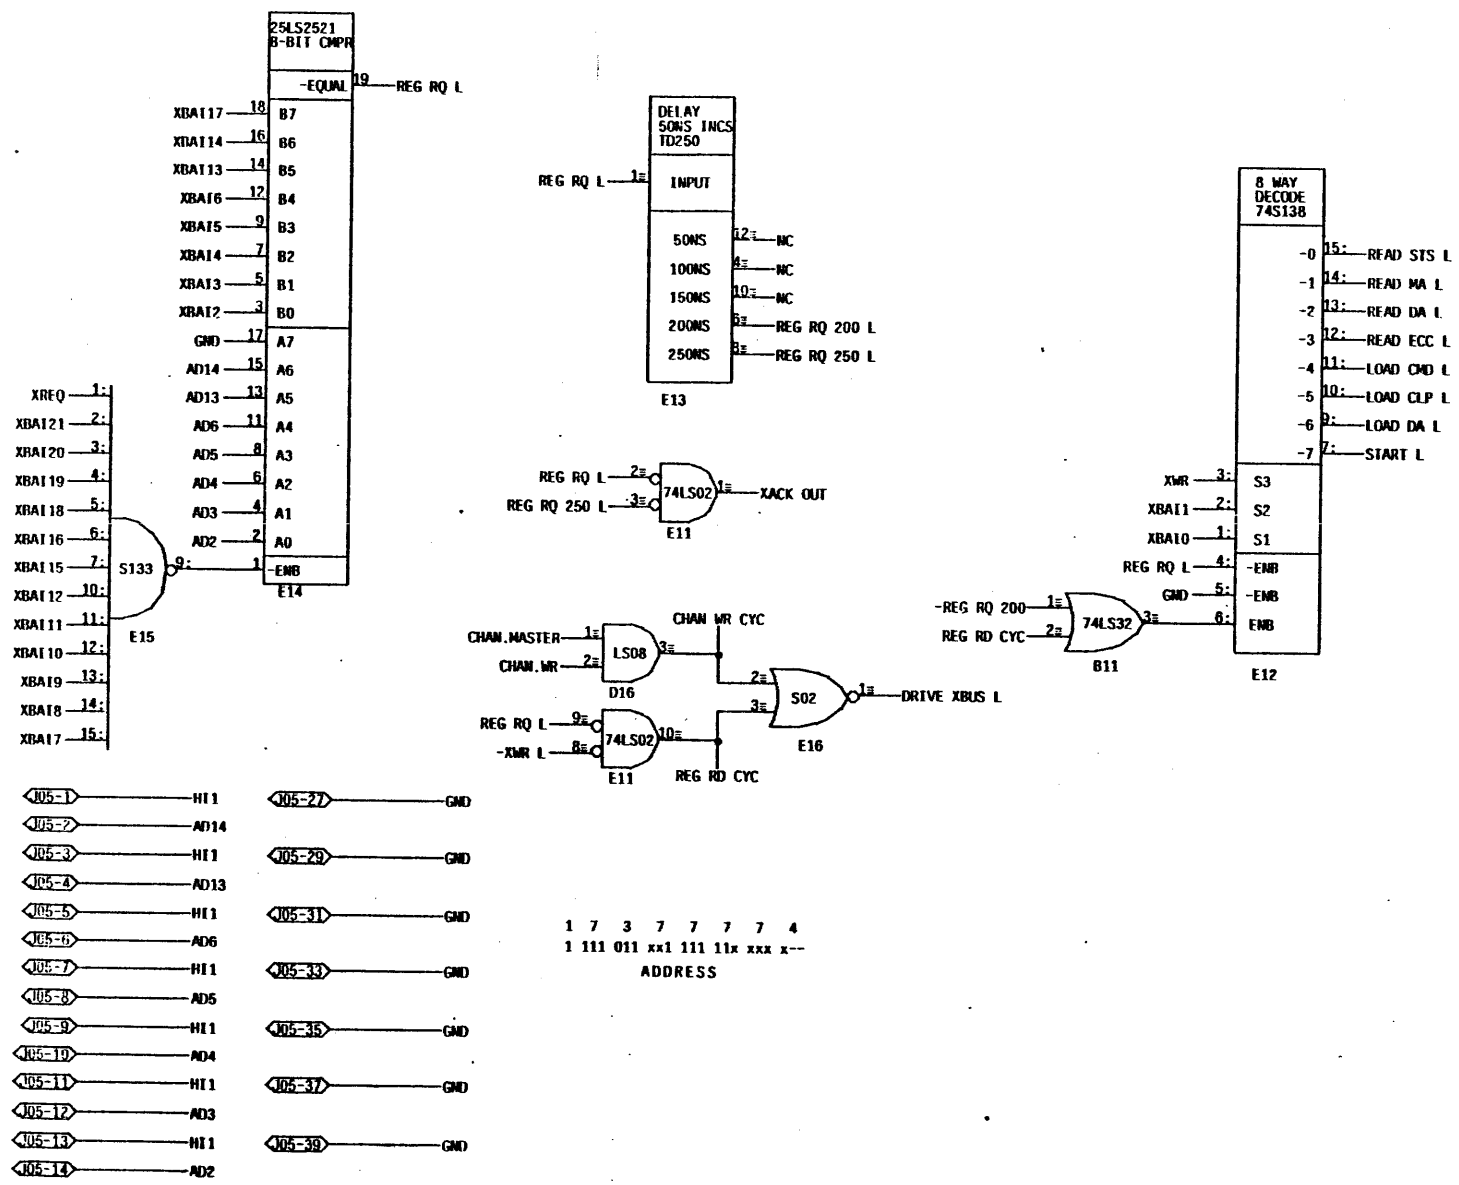 25LS2521
8-BIT CMPR
-EQUAL 19 REG RQ L
XBAI17 18 B7
XBAI14 16 B6
XBAI13 14 B5
XBAI6 12 B4
XBAI5 9 B3
XBAI4 7 B2
XBAI3 5 B1
XBAI2 3 B0
GND 17 A7
AD14 15 A6
AD13 13 A5
AD6 11 A4
AD5 8 A3
AD4 6 A2
AD3 4 A1
AD2 2 A0
1 -ENB
E14
XREQ 1:
XBAI21 2:
XBAI20 3:
XBAI19 4:
XBAI18 5:
XBAI16 6:
XBAI15 7:
XBAI12 10:
XBAI11 11:
XBAI10 12:
XBAI9 13:
XBAI8 14:
XBAI7 15:
S133 9:
E15
DELAY
50NS INCS
TD250
REG RQ L 1≡ INPUT
50NS 12≡ NC
100NS 4≡ NC
150NS 10≡ NC
200NS 6≡ REG RQ 200 L
250NS 8≡ REG RQ 250 L
E13
REG RQ L 2≡
REG RQ 250 L 3≡
74LS02 1≡ XACK OUT
E11
CHAN WR CYC
CHAN.MASTER 1≡
CHAN.WR 2≡
LS08 3≡
D16
REG RQ L 9≡
-XWR L 8≡
74LS02 10≡
E11
REG RD CYC
2≡
3≡
S02 1≡ DRIVE XBUS L
E16
8 WAY
DECODE
74S138
-0 15: READ STS L
-1 14: READ MA L
-2 13: READ DA L
-3 12: READ ECC L
-4 11: LOAD CMD L
-5 10: LOAD CLP L
-6 9: LOAD DA L
-7 7: START L
XWR 3: S3
XBAI1 2: S2
XBAI0 1: S1
REG RQ L 4: -ENB
GND 5: -ENB
6: ENB
E12
-REG RQ 200 1≡
REG RD CYC 2≡
74LS32 3≡
B11
J05-1 HI1
J05-2 AD14
J05-3 HI1
J05-4 AD13
J05-5 HI1
J05-6 AD6
J05-7 HI1
J05-8 AD5
J05-9 HI1
J05-10 AD4
J05-11 HI1
J05-12 AD3
J05-13 HI1
J05-14 AD2
J05-27 GND
J05-29 GND
J05-31 GND
J05-33 GND
J05-35 GND
J05-37 GND
J05-39 GND
1 7 3 7 7 7 7 4
1 111 011 xx1 111 11x xxx x--
ADDRESS